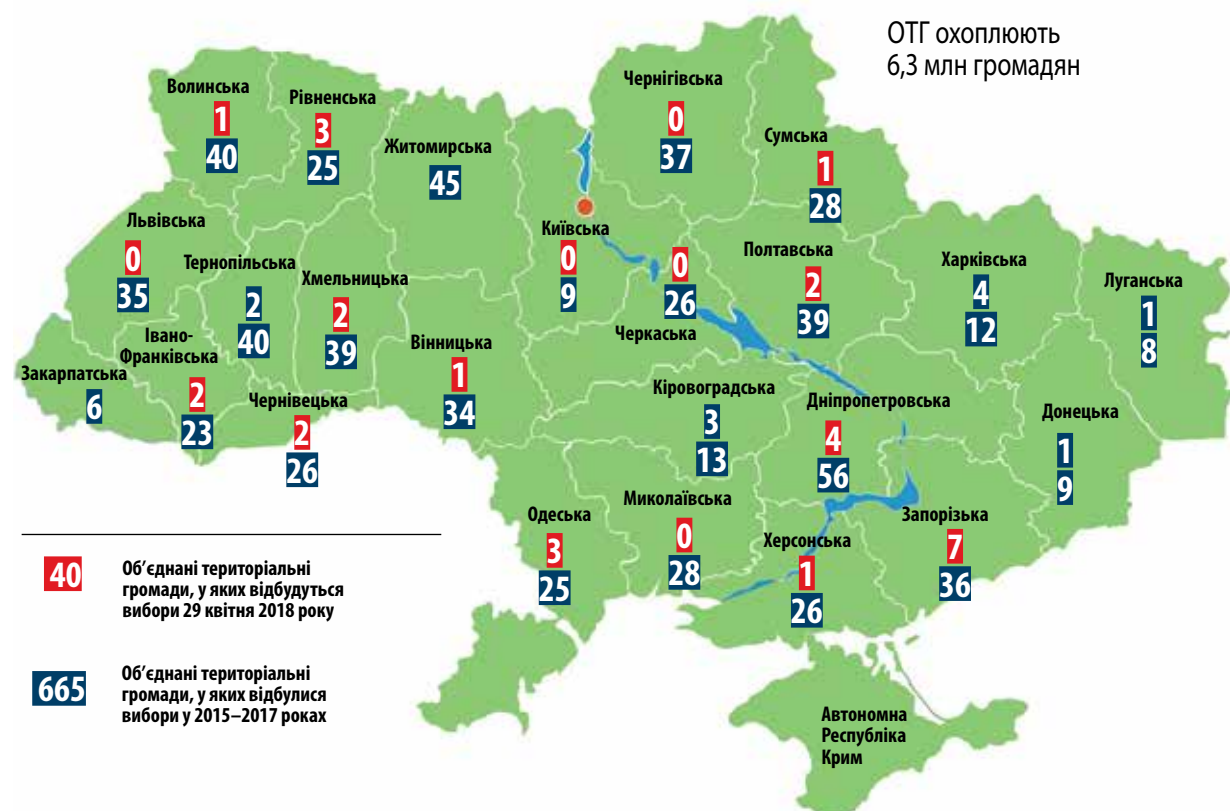 ОТГ охоплюють
6,3 млн громадян
Волинська
1
40
Рівненська
3
25
Житомирська
45
Чернігівська
0
37
Сумська
1
28
Львівська
0
35
Тернопільська
2
40
Хмельницька
2
39
Київська
0
9
0
26
Черкаська
Полтавська
2
39
Харківська
4
12
Луганська
1
8
Івано-
Франківська
2
23
Закарпатська
6
Чернівецька
2
26
Вінницька
1
34
Кіровоградська
3
13
Дніпропетровська
4
56
Донецька
1
9
Одеська
3
25
Миколаївська
0
28
Херсонська
1
26
Запорізька
7
36
40
Об’єднані територіальні
громади, у яких відбудуться
вибори 29 квітня 2018 року
665
Об’єднані територіальні
громади, у яких відбулися
вибори у 2015–2017 роках
Автономна
Республіка
Крим